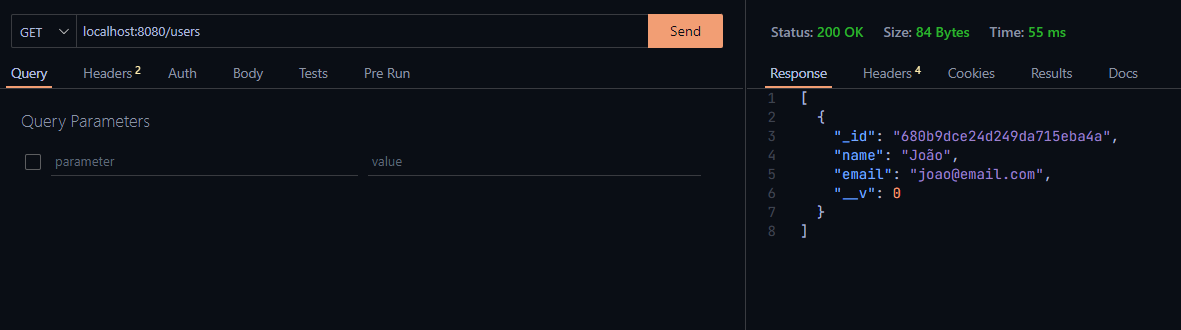 GET localhost:8080/users Send
Query Headers 2 Auth Body Tests Pre Run
Query Parameters
parameter value
Status: 200 OK Size: 84 Bytes Time: 55 ms
Response Headers 4 Cookies Results Docs
1 [
2 {
3 "_id": "680b9dce24d249da715eba4a",
4 "name": "João",
5 "email": "joao@email.com",
6 "__v": 0
7 }
8 ]